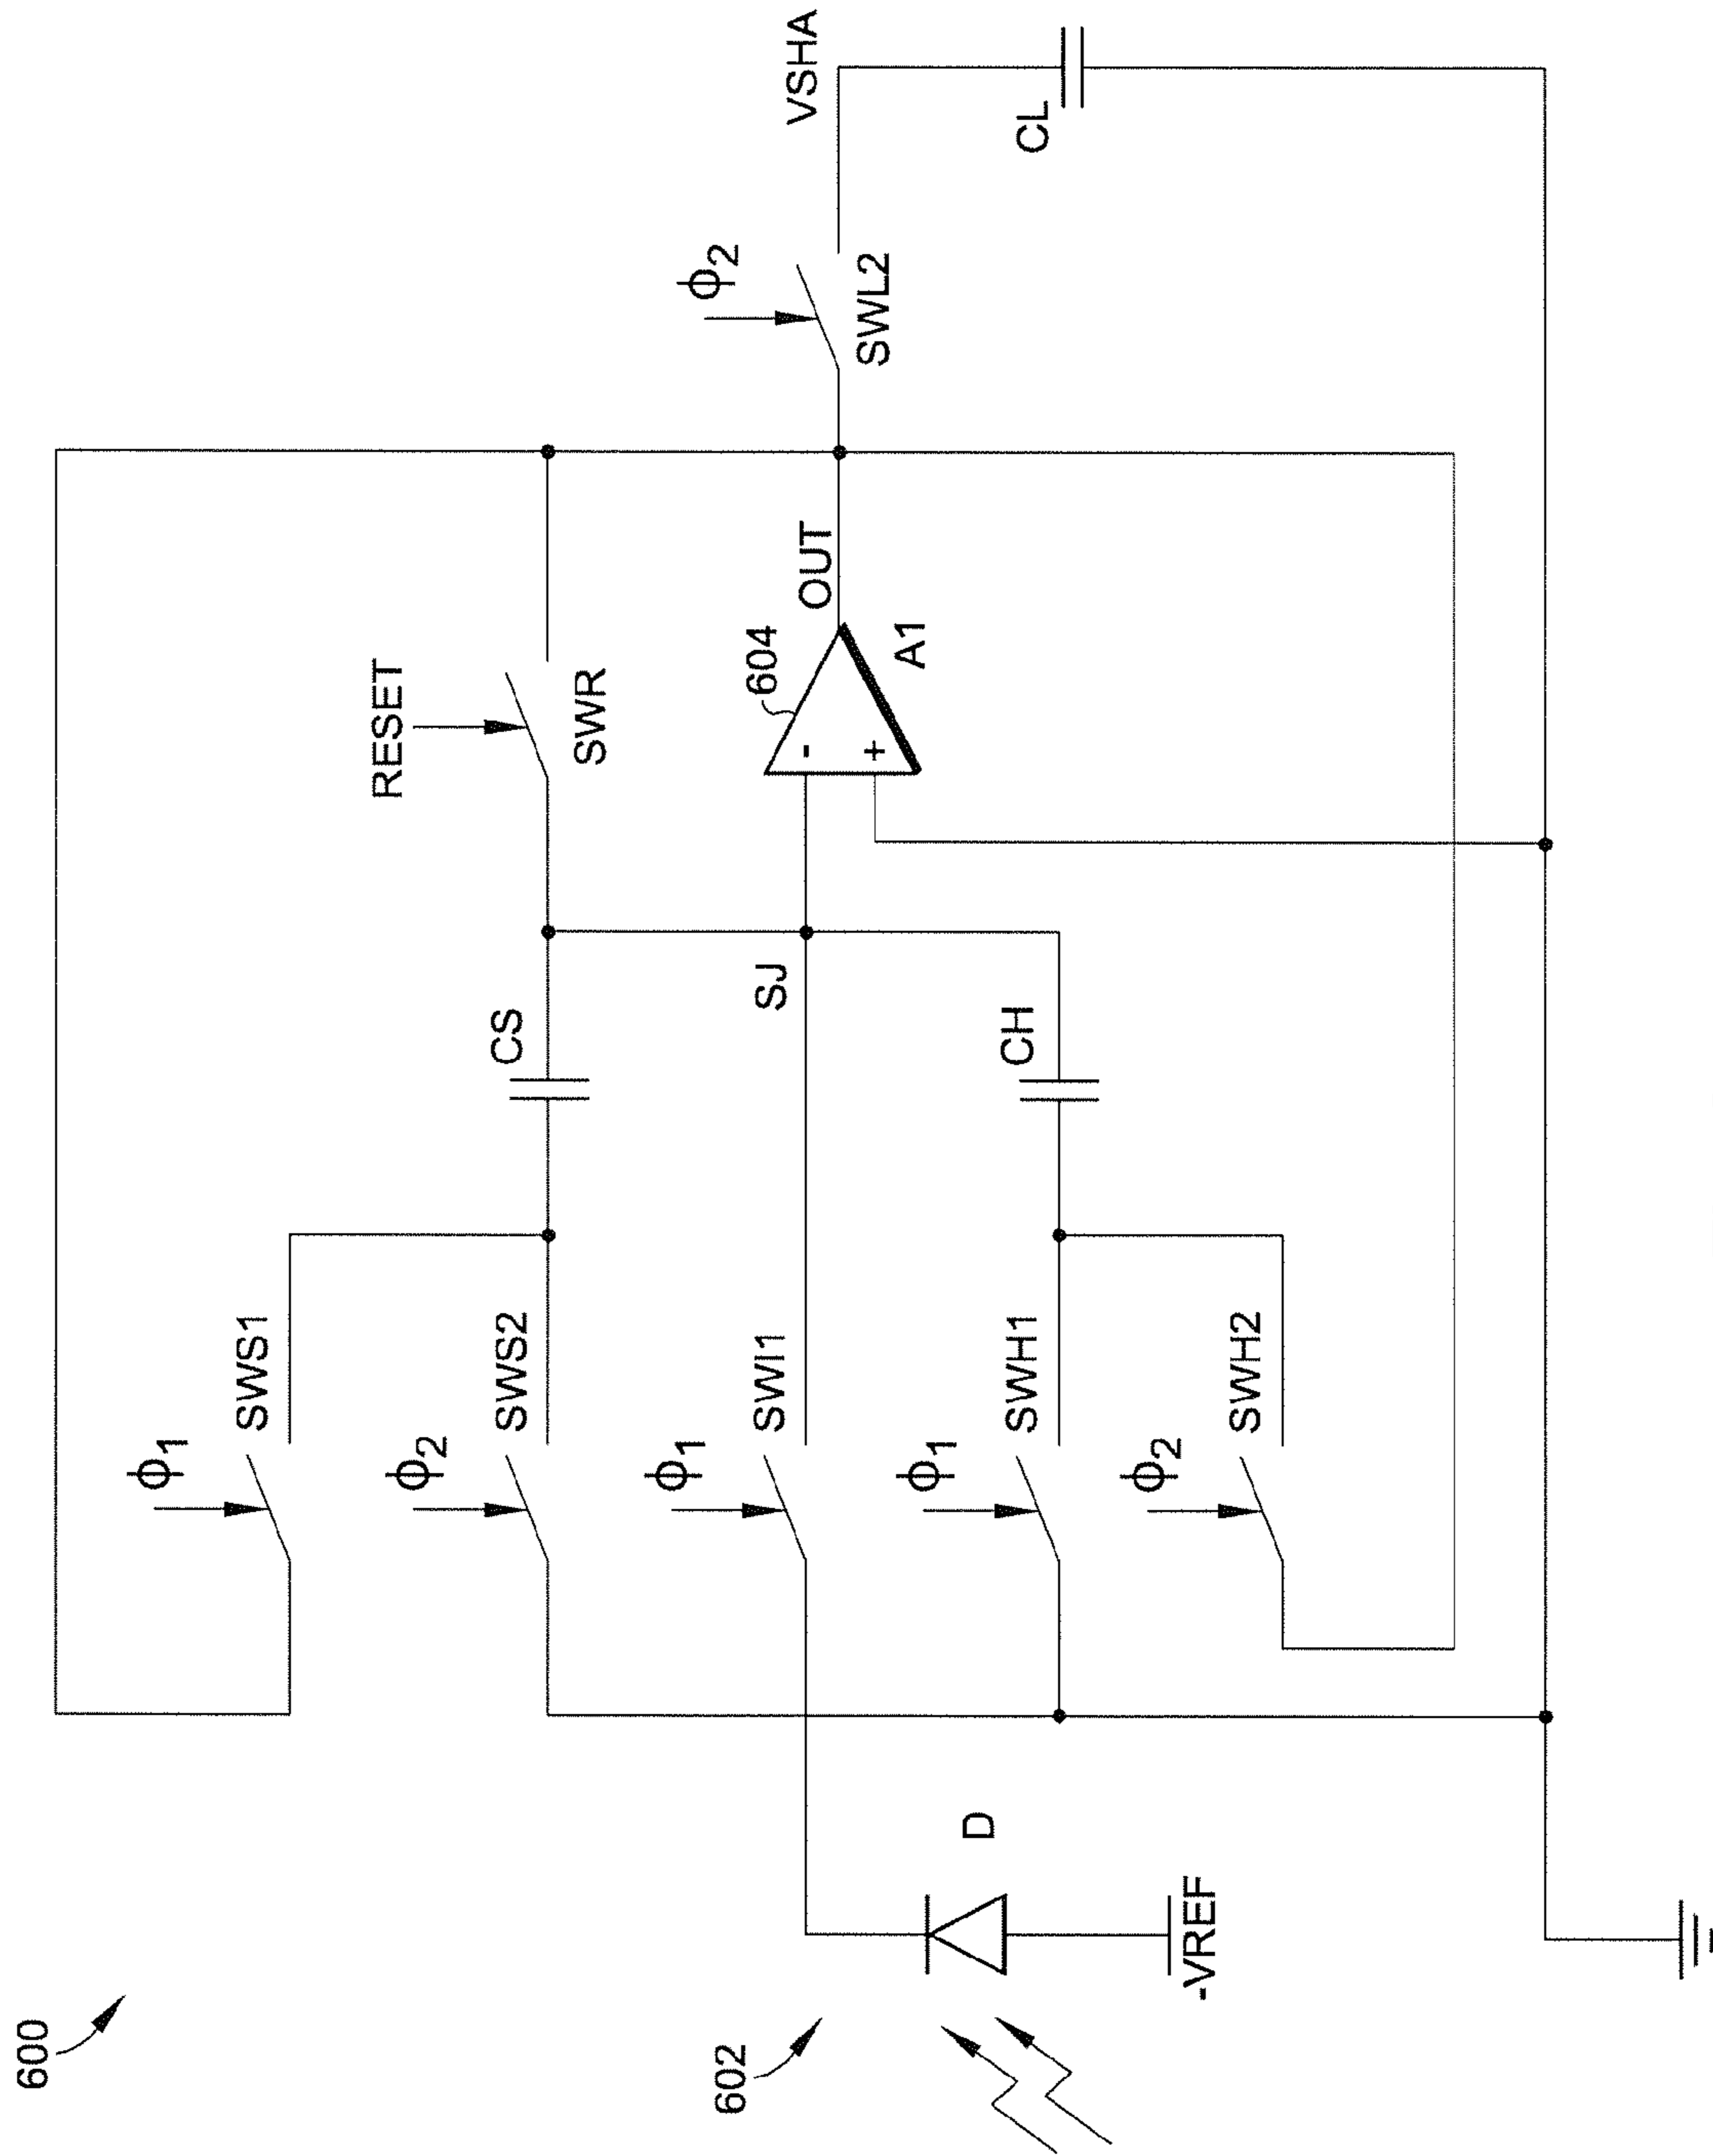 600
ϕ1
SWS1
ϕ2
SWS2
CS
RESET
SWR
602
ϕ1
SWI1
SJ
604
-
+
OUT
A1
ϕ2
SWL2
VSHA
D
-VREF
ϕ1
SWH1
CH
ϕ2
SWH2
CL